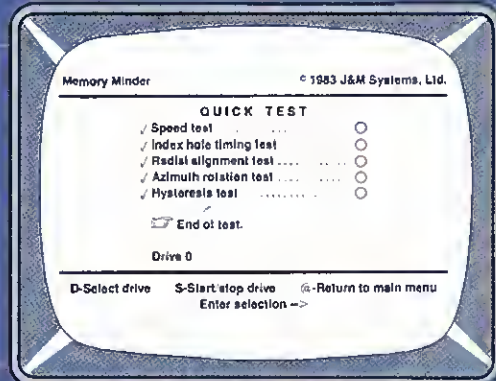 Memory Minder © 1983 J&M Systems, Ltd.
QUICK TEST
Speed test
Index hole timing test
Radial alignment test
Azimuth rotation test
Hysteresis test
End of test.
Drive 0
D-Select drive S-Start/stop drive @-Return to main menu
Enter selection -->